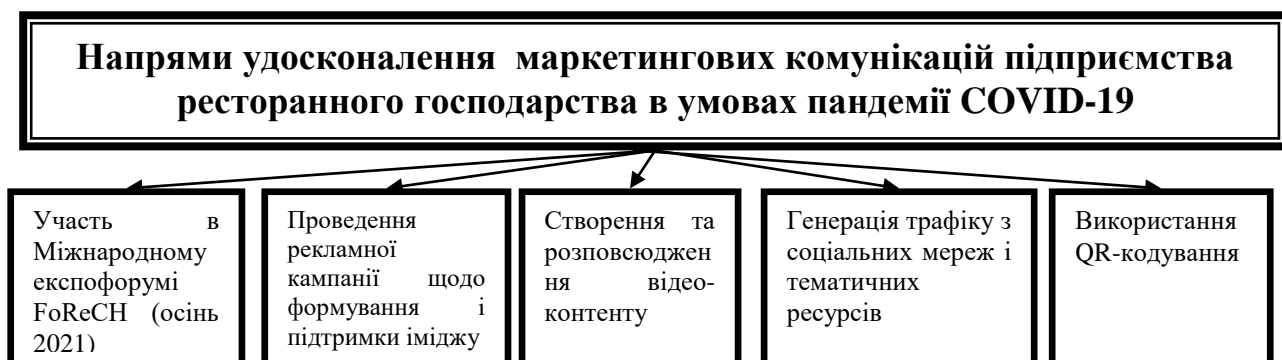 Напрями удосконалення маркетингових комунікацій підприємства
ресторанного господарства в умовах пандемії COVID-19
Участь в
Міжнародному
експофорумі
FoReCH (осінь
2021)
Проведення
рекламної
кампанії щодо
формування і
підтримки іміджу
Створення та
розповсюджен
ня відео-
контенту
Генерація трафіку з
соціальних мереж і
тематичних
ресурсів
Використання
QR-кодування